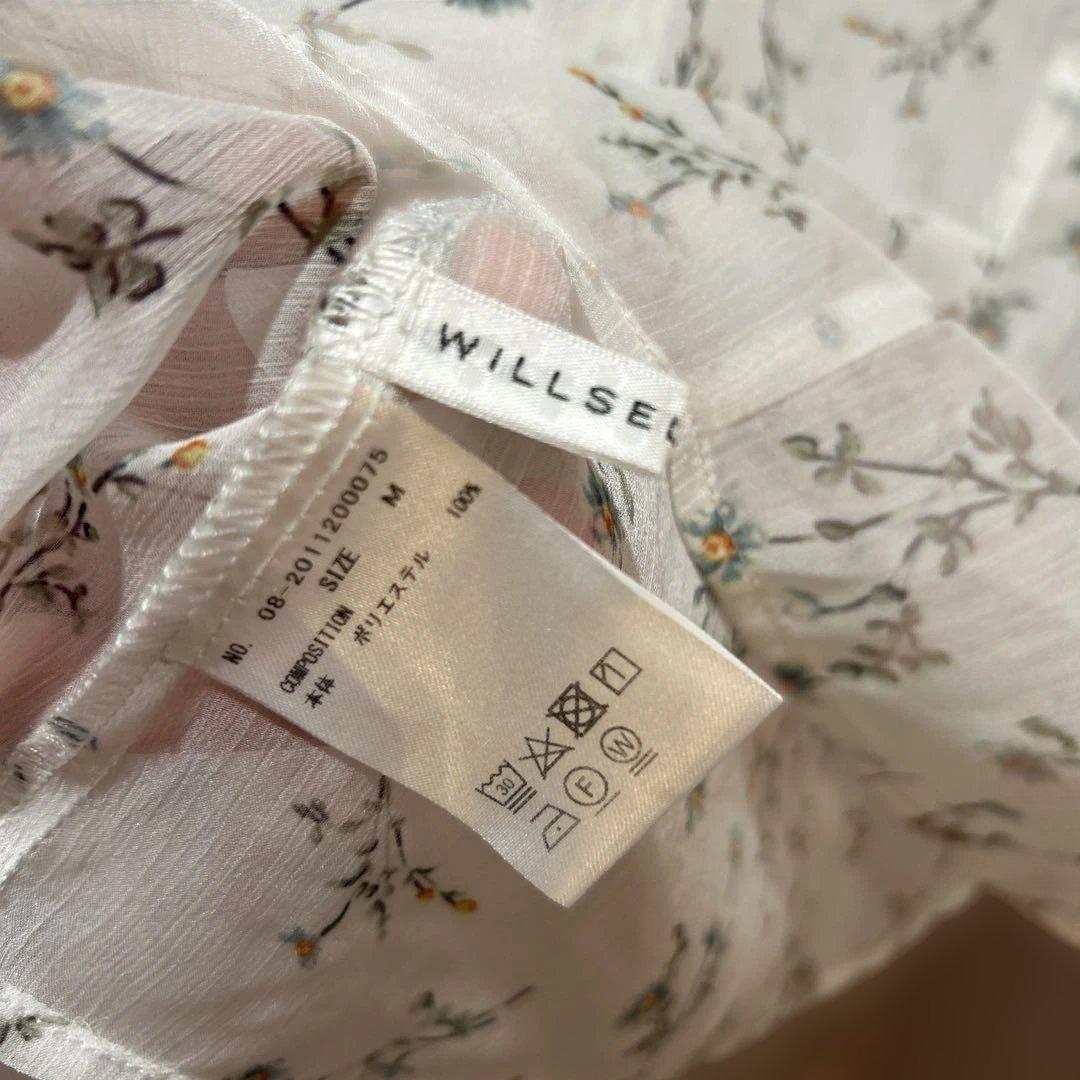 WILLSEL
NO. 08-2011200075
SIZE M
COMPOSITION
本体 ポリエステル 100%
30
F W